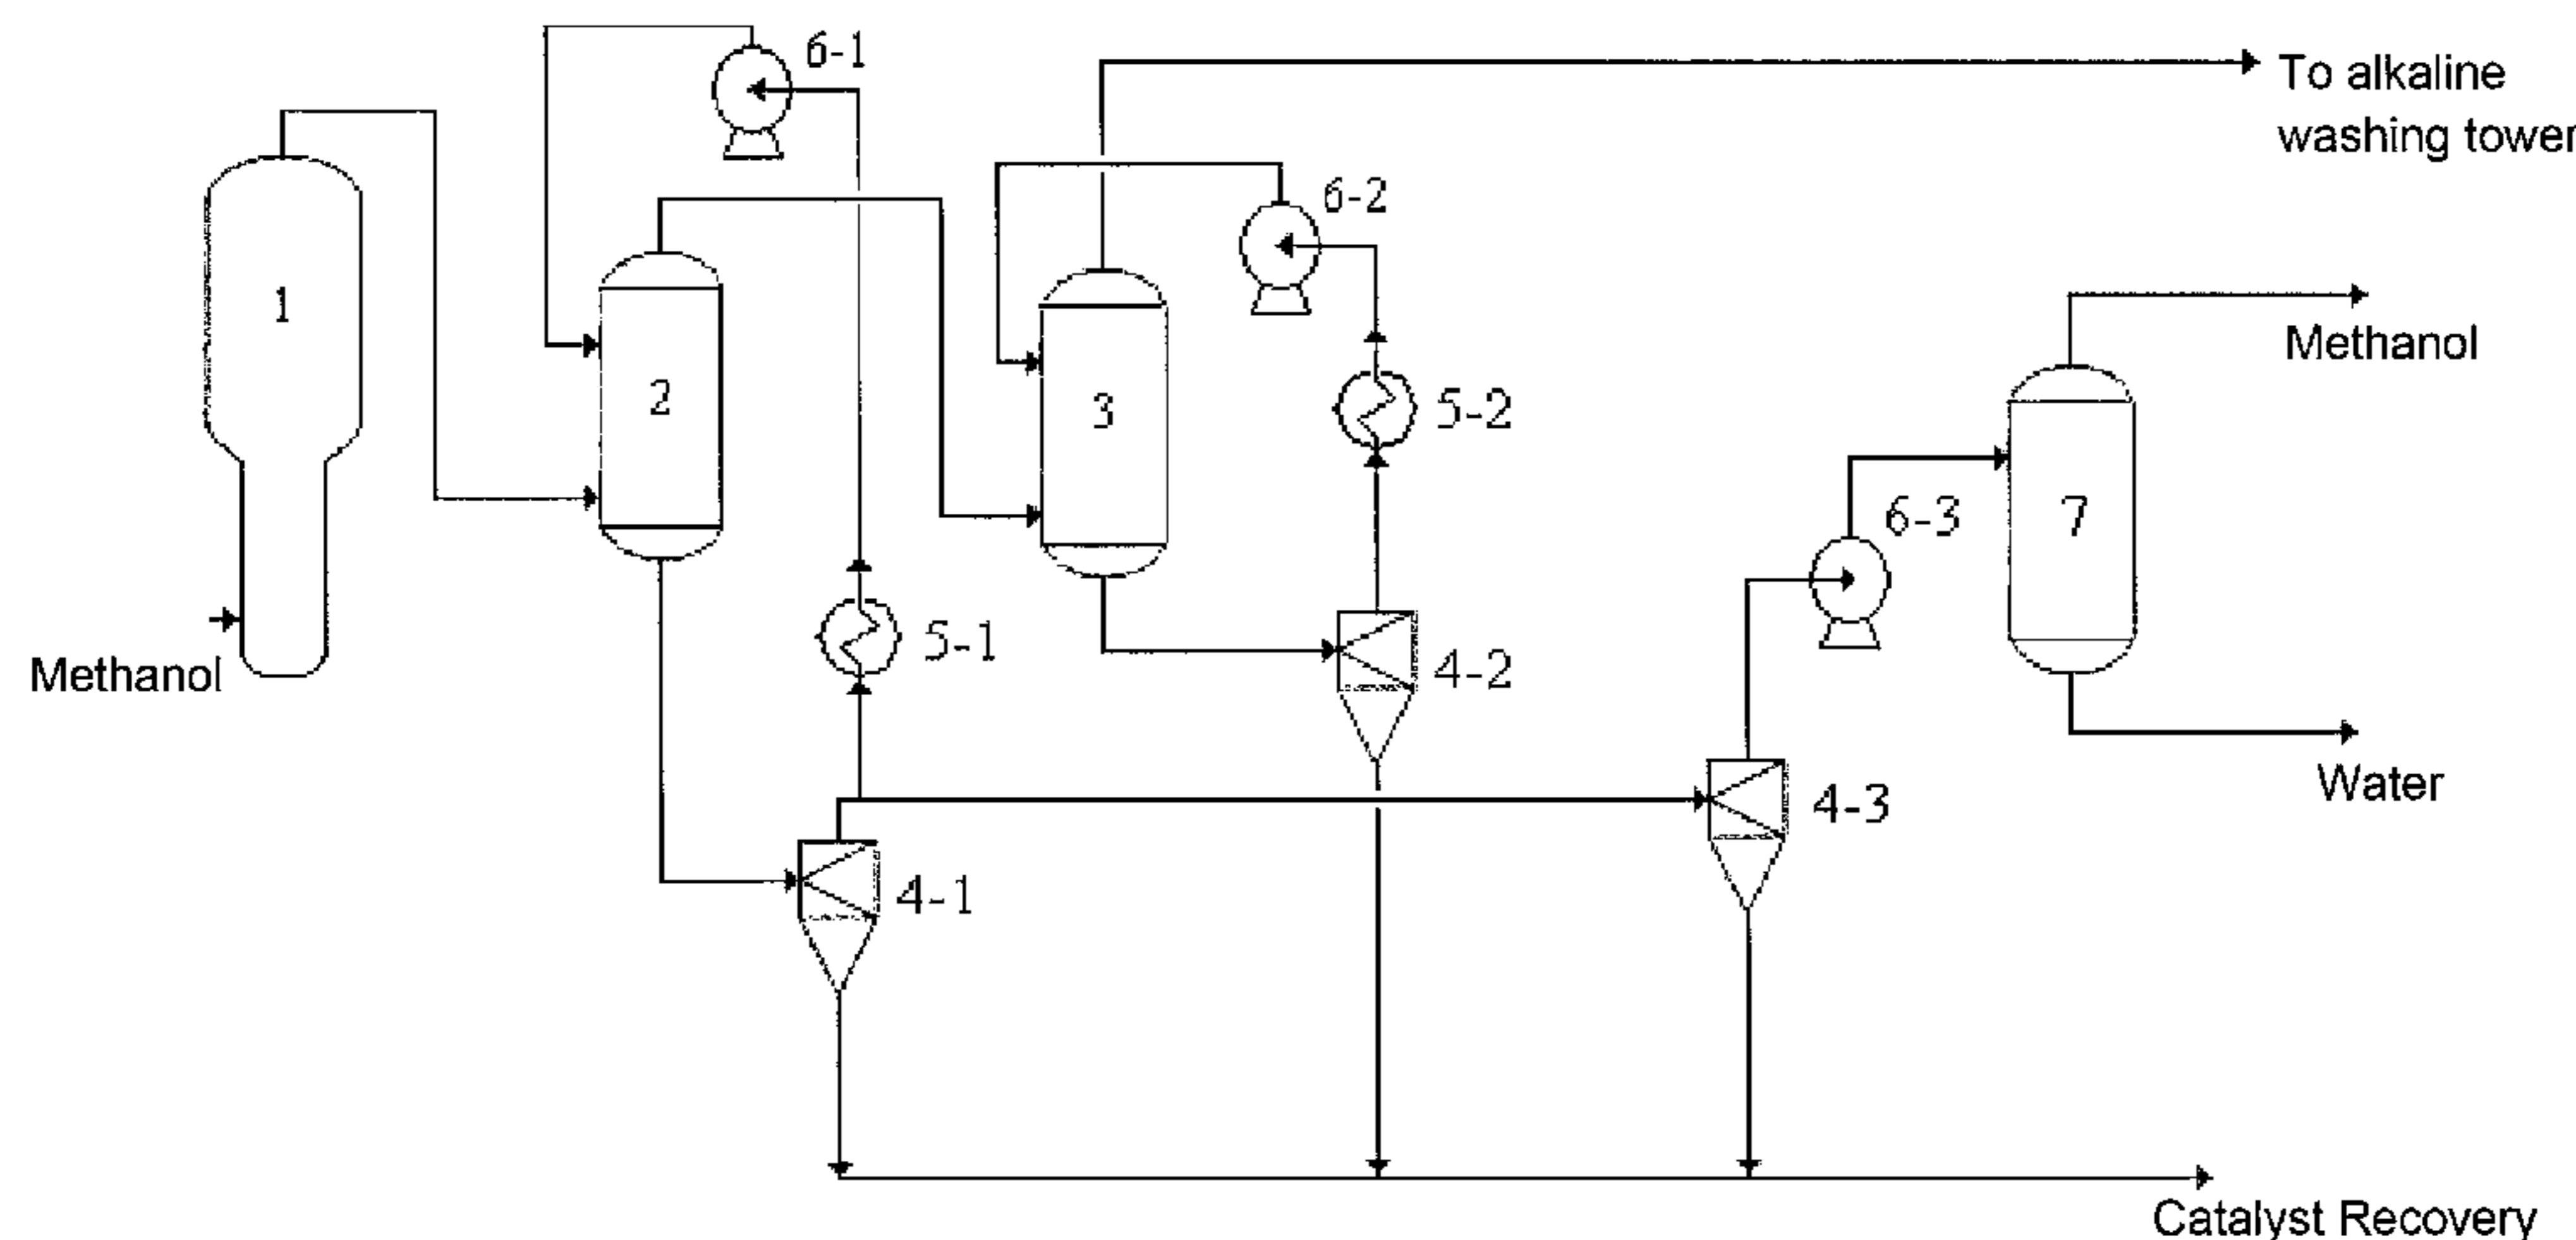 6-1
To alkaline
washing tower
6-2
1
Methanol
2
3
5-2
6-3
7
5-1
Methanol
4-2
Water
4-3
4-1
Catalyst Recovery